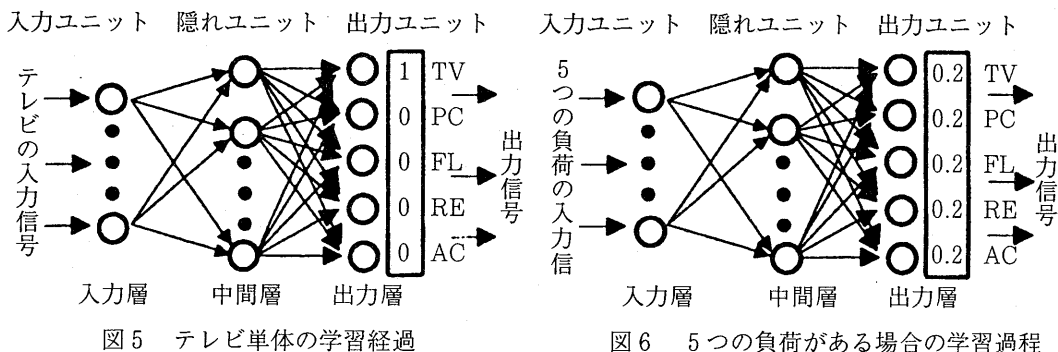 入力ユニット 隠れユニット 出力ユニット
テレビの入力信号
1 TV
0 PC
0 FL
0 RE
0 AC
出力信号
入力層 中間層 出力層
図5 テレビ単体の学習経過
入力ユニット 隠れユニット 出力ユニット
5つの負荷の入力信
0.2 TV
0.2 PC
0.2 FL
0.2 RE
0.2 AC
出力信号
入力層 中間層 出力層
図6 5つの負荷がある場合の学習過程